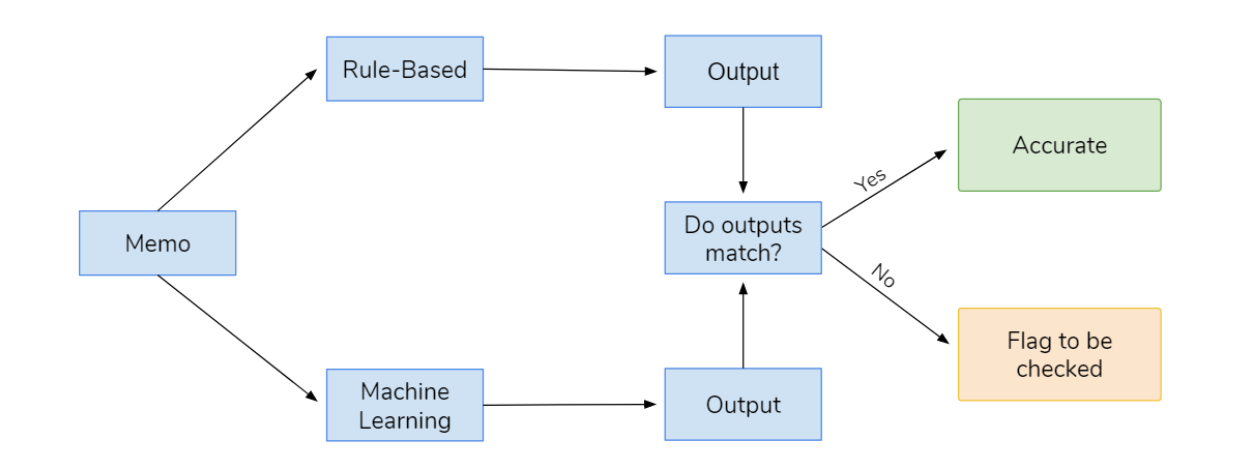 Rule-Based
Output
Accurate
Yes
Memo
Do outputs
match?
No
Flag to be
checked
Machine
Learning
Output